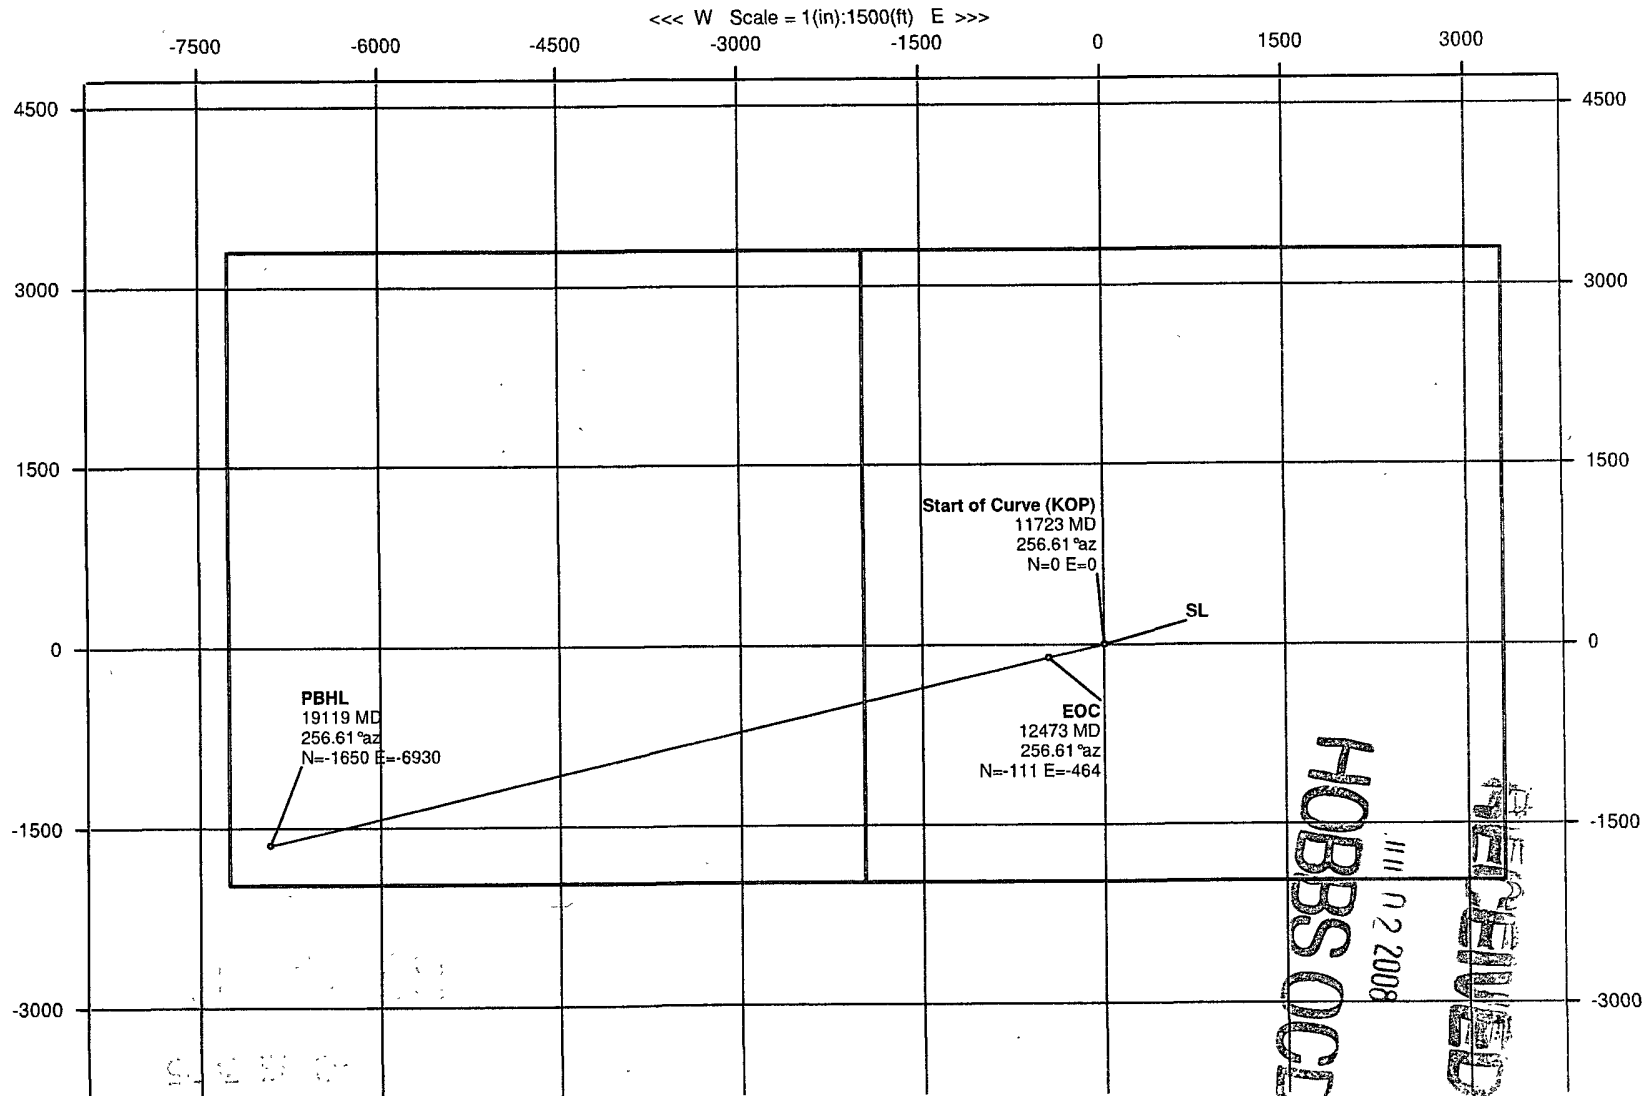 <<< W Scale = 1(in):1500(ft) E >>>
-7500 -6000 -4500 -3000 -1500 0 1500 3000
4500 4500
3000 3000
1500 1500
Start of Curve (KOP)
11723 MD
256.61°az
N=0 E=0
SL
0 0
PBHL
19119 MD
256.61°az
N=-1650 E=-6930
EOC
12473 MD
256.61°az
N=-111 E=-464
-1500 -1500
-3000 -3000
02 2008
HOBBS OCD